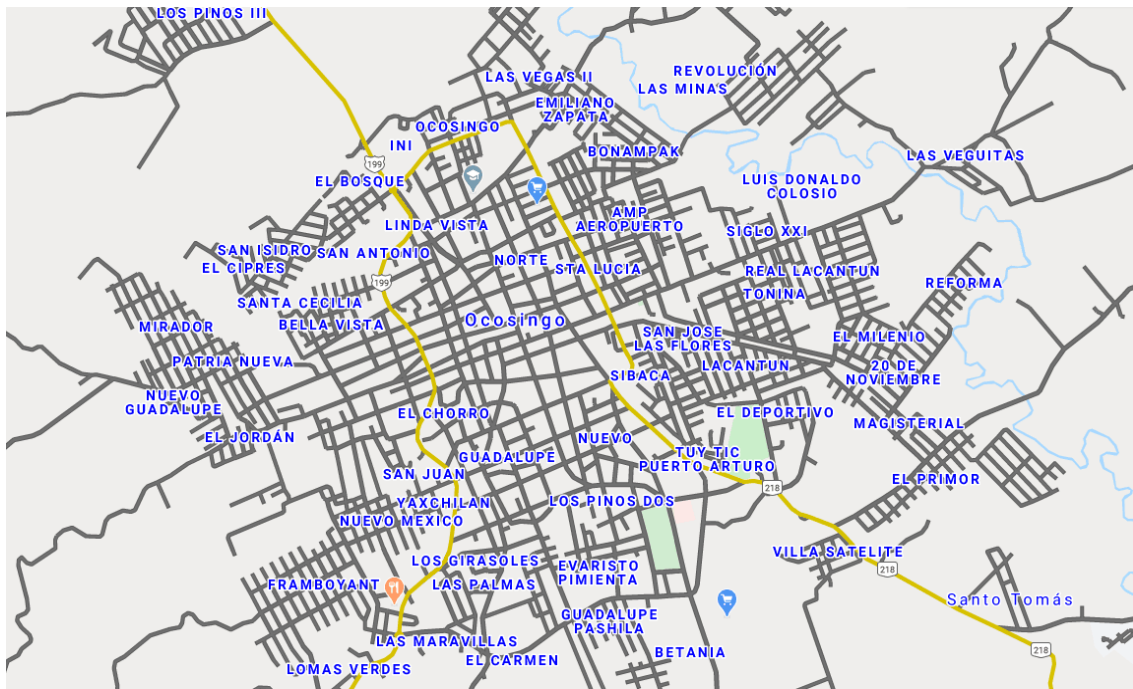 LOS PINOS III
LAS VEGAS II
REVOLUCIÓN
LAS MINAS
EMILIANO
ZAPATA
OCOSINGO
INI
BONAMPAK
199
LAS VEGUITAS
EL BOSQUE
LUIS DONALDO
COLOSIO
LINDA VISTA
AMP
AEROPUERTO
SIGLO XXI
SAN ISIDRO
SAN ANTONIO
EL CIPRES
NORTE
STA LUCIA
REAL LACANTUN
199
REFORMA
TONINA
SANTA CECILIA
BELLA VISTA
Ocosingo
MIRADOR
SAN JOSE
LAS FLORES
EL MILENIO
PATRIA NUEVA
SIBACA
LACANTUN
20 DE
NOVIEMBRE
NUEVO
GUADALUPE
EL CHORRO
EL DEPORTIVO
MAGISTERIAL
EL JORDÁN
NUEVO
GUADALUPE
TUY TIC
PUERTO ARTURO
SAN JUAN
EL PRIMOR
218
YAXCHILAN
LOS PINOS DOS
NUEVO MEXICO
VILLA SATELITE
LOS GIRASOLES
EVARISTO
PIMIENTA
218
FRAMBOYANT
LAS PALMAS
Santo Tomás
GUADALUPE
PASHILA
LAS MARAVILLAS
BETANIA
218
EL CARMEN
LOMAS VERDES